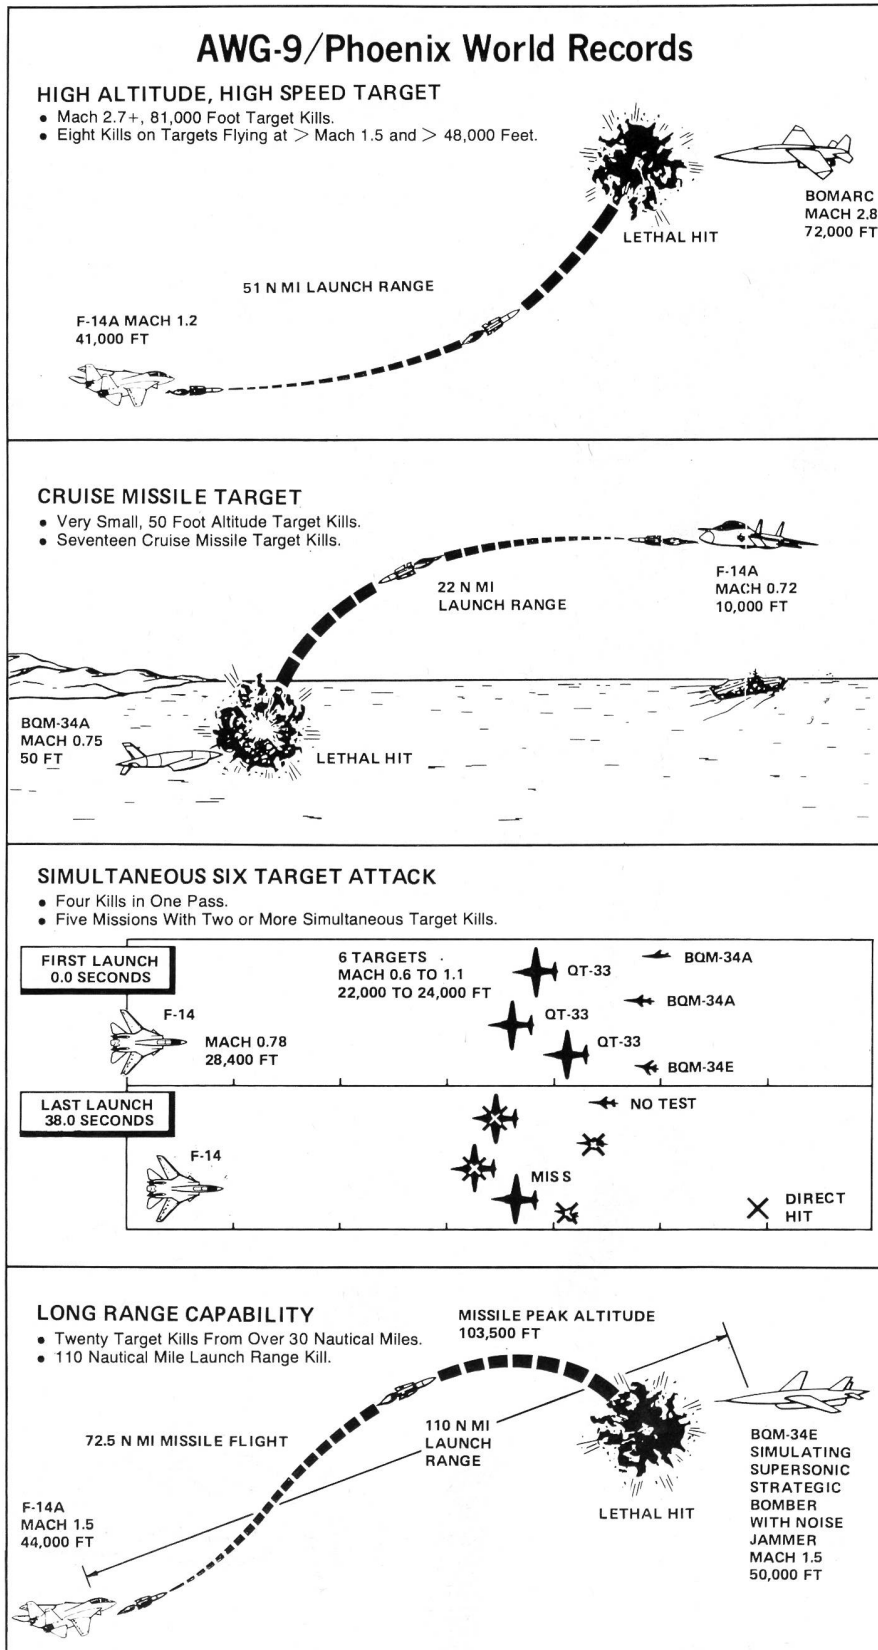 AWG-9/Phoenix World Records
HIGH ALTITUDE, HIGH SPEED TARGET
• Mach 2.7+, 81,000 Foot Target Kills.
• Eight Kills on Targets Flying at > Mach 1.5 and > 48,000 Feet.
BOMARC
MACH 2.8
72,000 FT
LETHAL HIT
51 N MI LAUNCH RANGE
F-14A MACH 1.2
41,000 FT
CRUISE MISSILE TARGET
• Very Small, 50 Foot Altitude Target Kills.
• Seventeen Cruise Missile Target Kills.
22 N MI
LAUNCH RANGE
F-14A
MACH 0.72
10,000 FT
BQM-34A
MACH 0.75
50 FT
LETHAL HIT
SIMULTANEOUS SIX TARGET ATTACK
• Four Kills in One Pass.
• Five Missions With Two or More Simultaneous Target Kills.
FIRST LAUNCH
0.0 SECONDS
6 TARGETS
MACH 0.6 TO 1.1
22,000 TO 24,000 FT
QT-33
BQM-34A
F-14
MACH 0.78
28,400 FT
QT-33
BQM-34A
QT-33
BQM-34E
LAST LAUNCH
38.0 SECONDS
NO TEST
F-14
MISS
DIRECT
HIT
LONG RANGE CAPABILITY
• Twenty Target Kills From Over 30 Nautical Miles.
• 110 Nautical Mile Launch Range Kill.
MISSILE PEAK ALTITUDE
103,500 FT
72.5 N MI MISSILE FLIGHT
110 N MI
LAUNCH
RANGE
LETHAL HIT
BQM-34E
SIMULATING
SUPERSONIC
STRATEGIC
BOMBER
WITH NOISE
JAMMER
MACH 1.5
50,000 FT
F-14A
MACH 1.5
44,000 FT